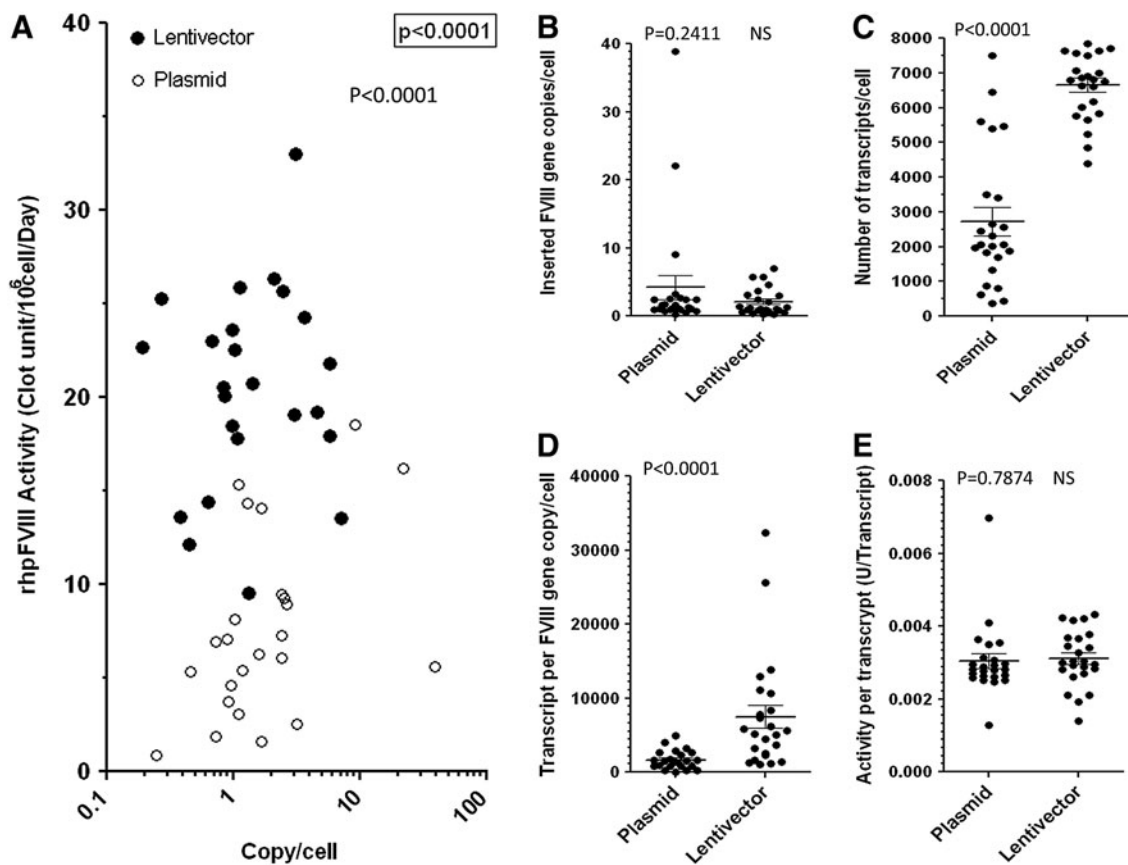 A
40
30
20
10
0
0.1
1
10
100
Copy/cell
rhpFVIII Activity (Clot unit/10⁶cell/Day)
Lentivector
Plasmid
p<0.0001
P<0.0001
B
P=0.2411 NS
Inserted FVIII gene copies/cell
40
30
20
10
0
Plasmid
Lentivector
C
P<0.0001
Number of transcripts/cell
8000
7000
6000
5000
4000
3000
2000
1000
0
Plasmid
Lentivector
D
P<0.0001
Transcript per FVIII gene copy/cell
40000
30000
20000
10000
0
Plasmid
Lentivector
E
P=0.7874 NS
Activity per transcrypt (U/Transcript)
0.008
0.006
0.004
0.002
0.000
Plasmid
Lentivector